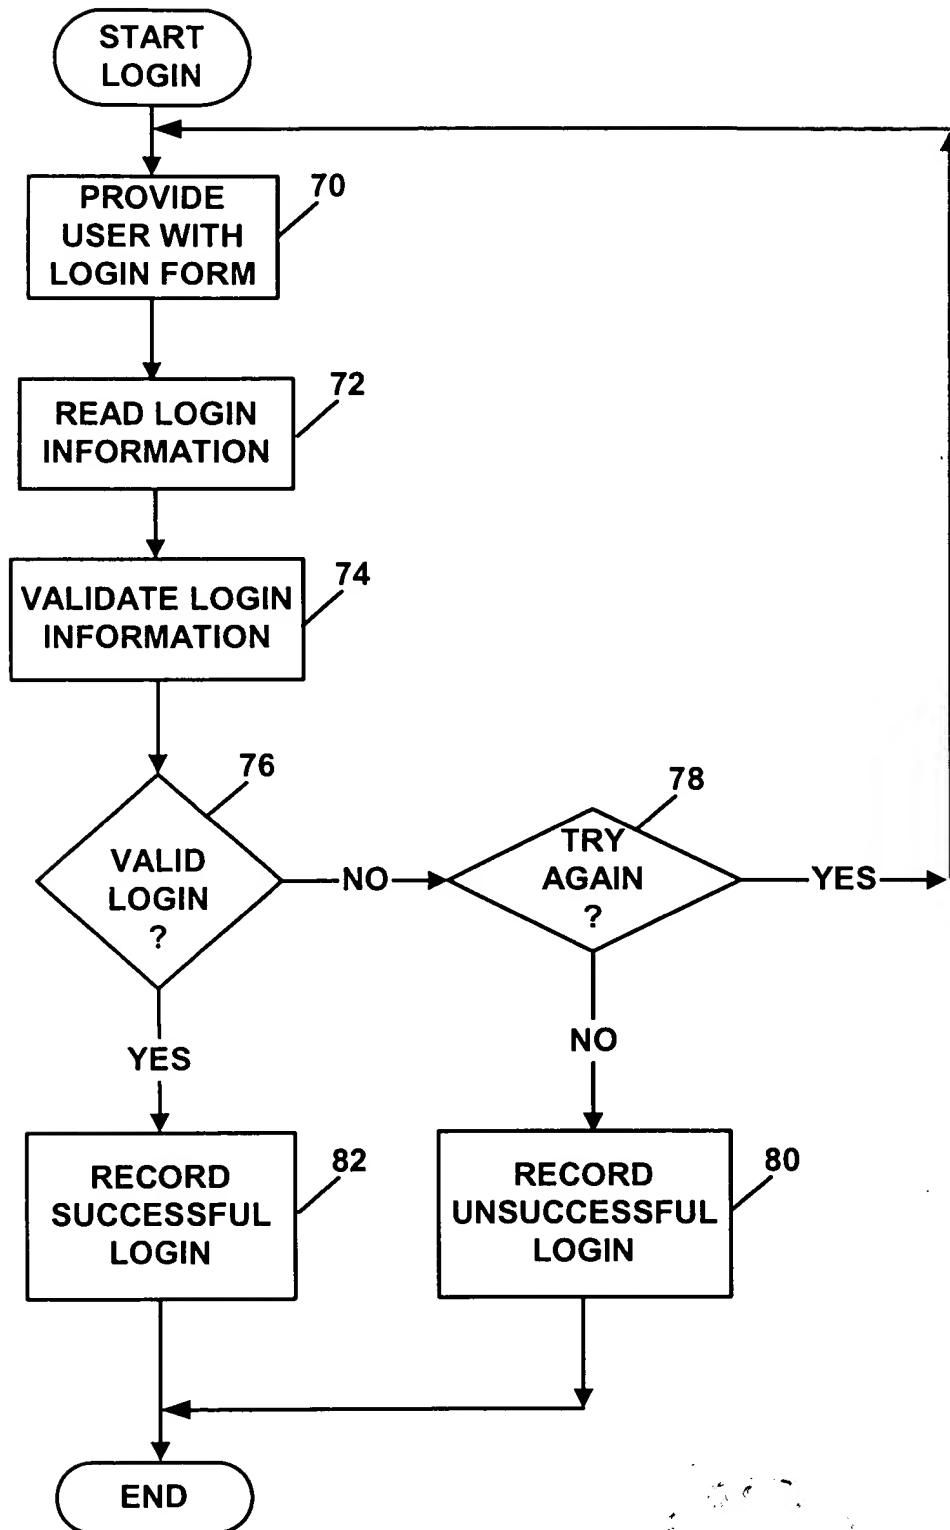 START
LOGIN
PROVIDE
USER WITH
LOGIN FORM
70
READ LOGIN
INFORMATION
72
VALIDATE LOGIN
INFORMATION
74
VALID
LOGIN
?
76
NO
TRY
AGAIN
?
78
YES
YES
NO
RECORD
SUCCESSFUL
LOGIN
82
RECORD
UNSUCCESSFUL
LOGIN
80
END